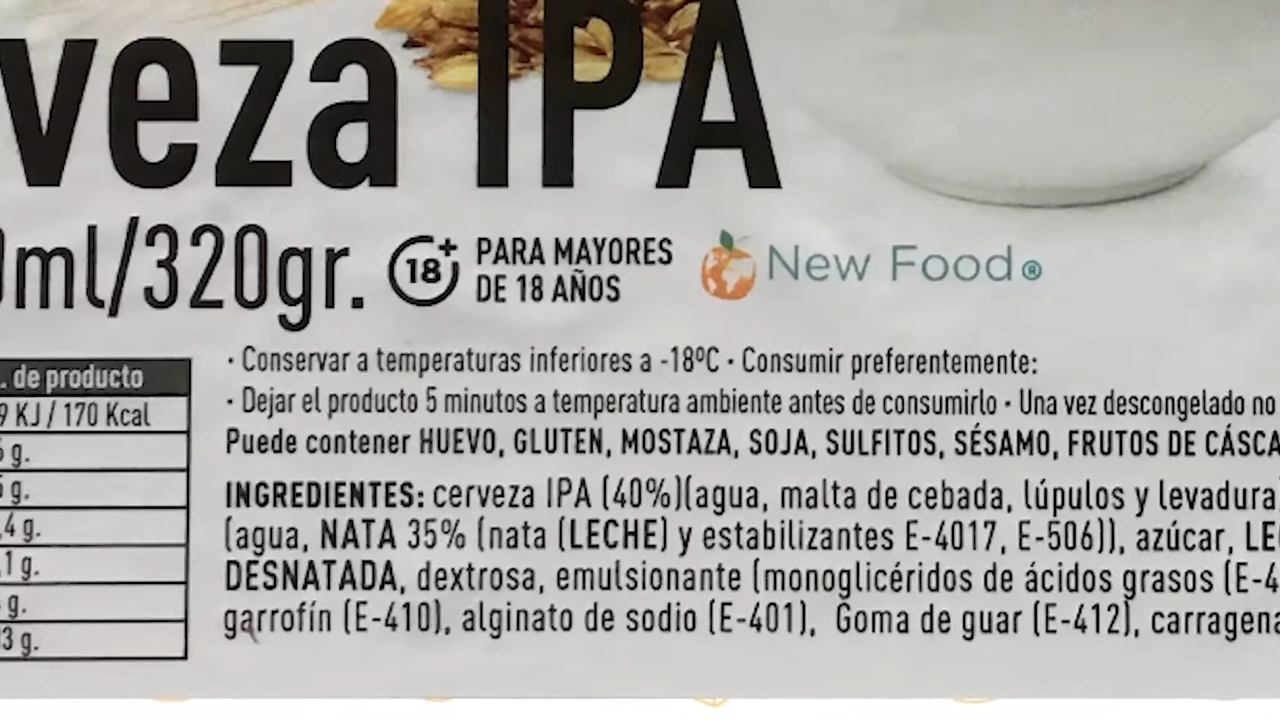 veza IPA
ml/320gr.
18+
PARA MAYORES
DE 18 AÑOS
New Food®
. de producto
9 KJ / 170 Kcal
g.
g.
,4 g.
,1 g.
g.
3 g.
· Conservar a temperaturas inferiores a -18ºC · Consumir preferentemente:
· Dejar el producto 5 minutos a temperatura ambiente antes de consumirlo · Una vez descongelado no
Puede contener HUEVO, GLUTEN, MOSTAZA, SOJA, SULFITOS, SÉSAMO, FRUTOS DE CÁSCA
INGREDIENTES: cerveza IPA (40%)(agua, malta de cebada, lúpulos y levadura)
(agua, NATA 35% (nata (LECHE) y estabilizantes E-4017, E-506)), azúcar, LE
DESNATADA, dextrosa, emulsionante (monoglicéridos de ácidos grasos (E-4
garrofín (E-410), alginato de sodio (E-401), Goma de guar (E-412), carragena